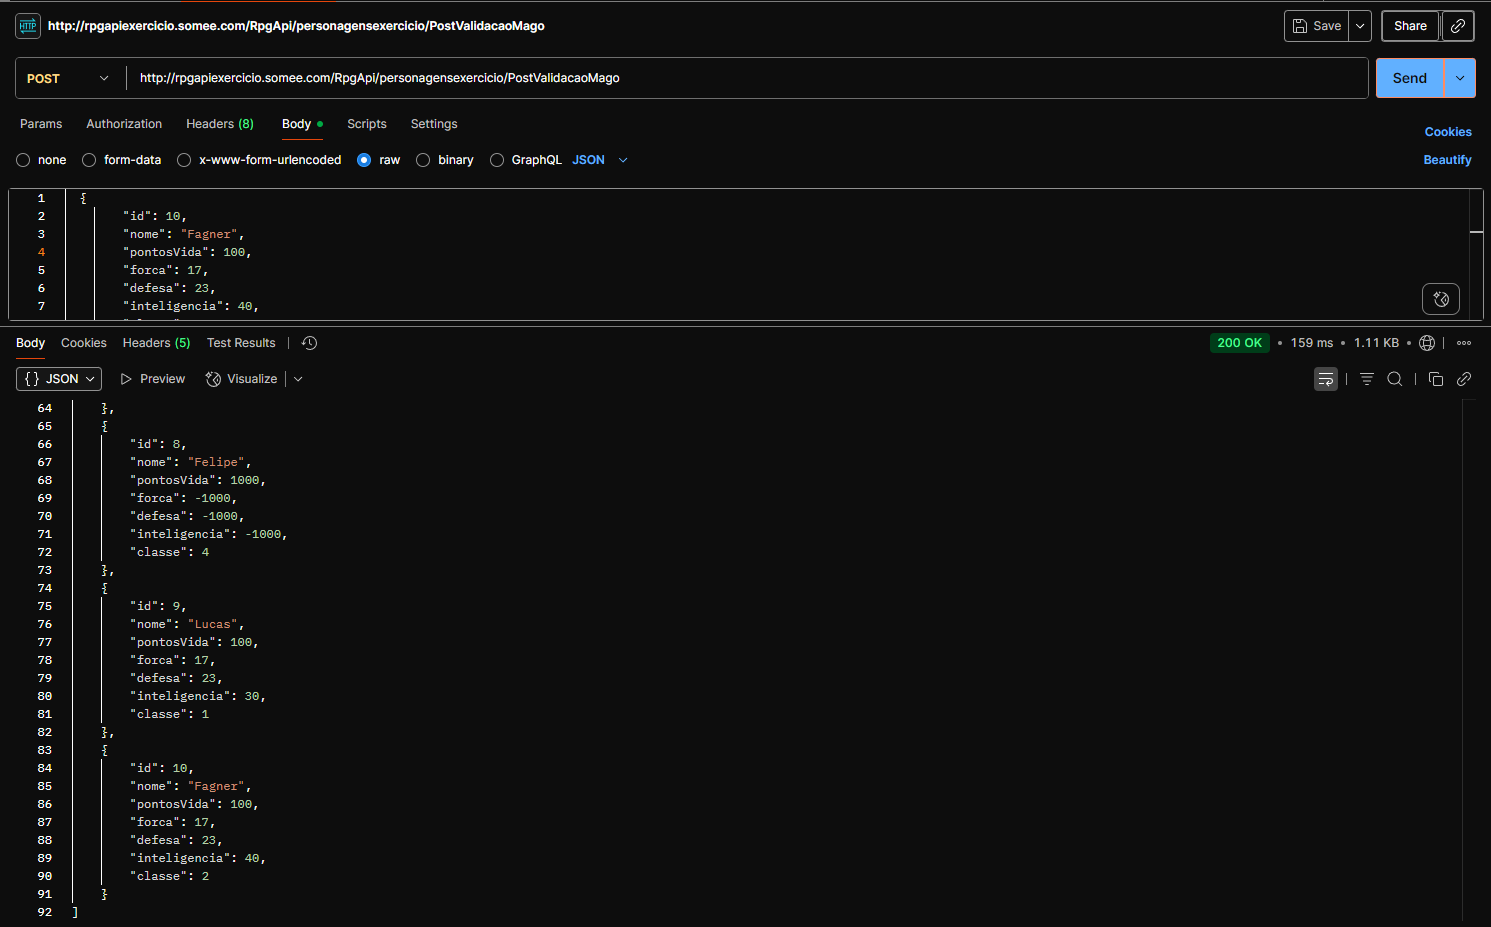 HTTP http://rpgapiexercicio.somee.com/RpgApi/personagensexercicio/PostValidacaoMago Save Share
POST http://rpgapiexercicio.somee.com/RpgApi/personagensexercicio/PostValidacaoMago Send
Params Authorization Headers (8) Body Scripts Settings Cookies
none form-data x-www-form-urlencoded raw binary GraphQL JSON Beautify
1 {
2 "id": 10,
3 "nome": "Fagner",
4 "pontosVida": 100,
5 "forca": 17,
6 "defesa": 23,
7 "inteligencia": 40,
Body Cookies Headers (5) Test Results 200 OK • 159 ms • 1.11 KB •
{} JSON Preview Visualize
64 },
65 {
66 "id": 8,
67 "nome": "Felipe",
68 "pontosVida": 1000,
69 "forca": -1000,
70 "defesa": -1000,
71 "inteligencia": -1000,
72 "classe": 4
73 },
74 {
75 "id": 9,
76 "nome": "Lucas",
77 "pontosVida": 100,
78 "forca": 17,
79 "defesa": 23,
80 "inteligencia": 30,
81 "classe": 1
82 },
83 {
84 "id": 10,
85 "nome": "Fagner",
86 "pontosVida": 100,
87 "forca": 17,
88 "defesa": 23,
89 "inteligencia": 40,
90 "classe": 2
91 }
92 ]